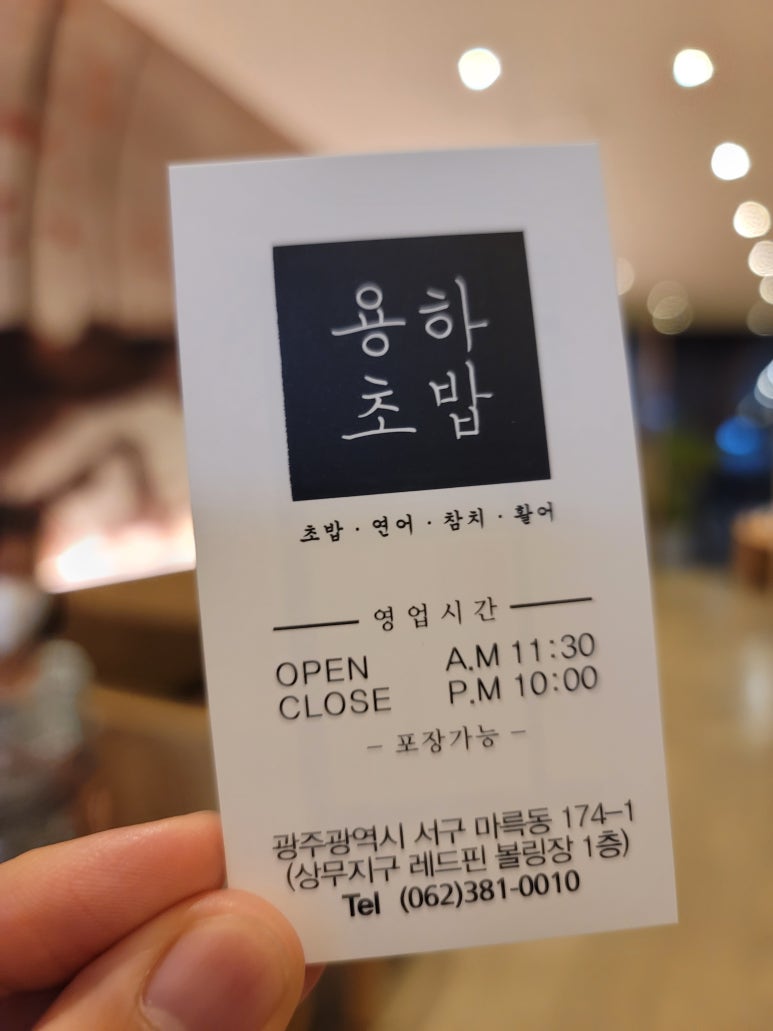 용하
초밥
초밥 · 연어 · 참치 · 활어
영업시간
OPEN A.M 11:30
CLOSE P.M 10:00
- 포장가능 -
광주광역시 서구 마륵동 174-1
(상무지구 레드핀 볼링장 1층)
Tel (062)381-0010